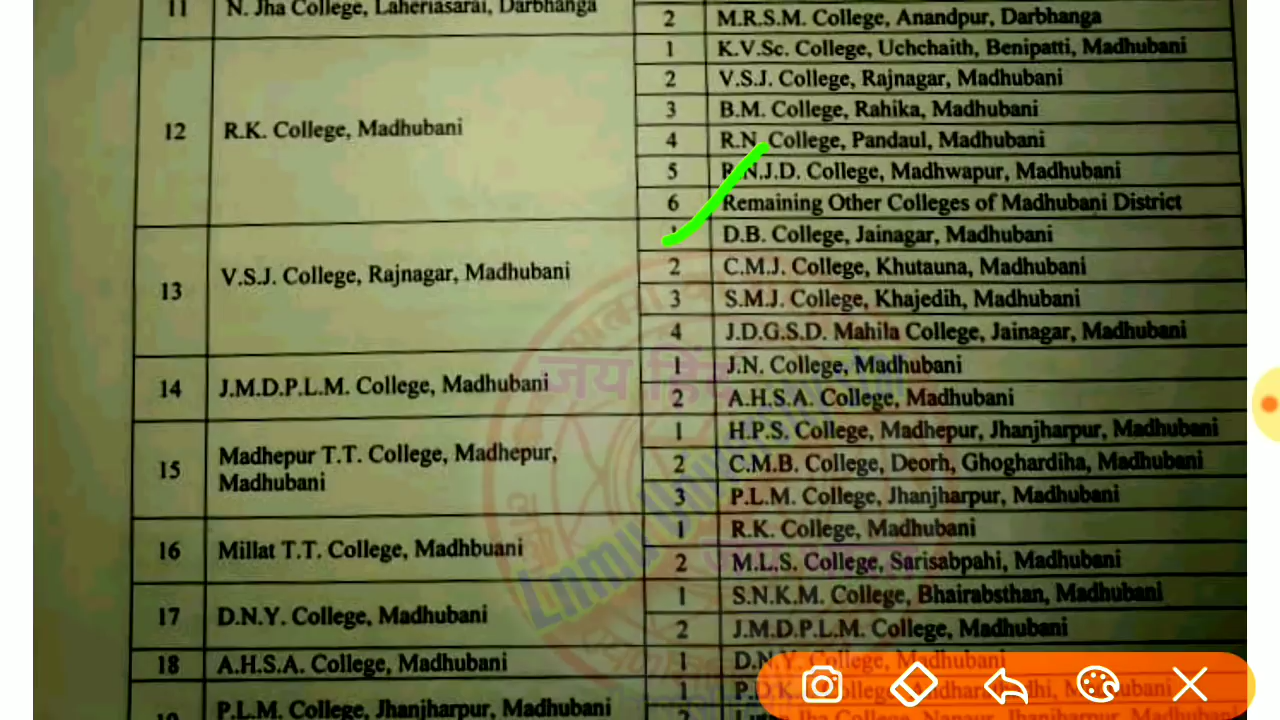 11 N. Jha College, Laheriasarai, Darbhanga
2 M.R.S.M. College, Anandpur, Darbhanga
12 R.K. College, Madhubani
1 K.V.Sc. College, Uchchaith, Benipatti, Madhubani
2 V.S.J. College, Rajnagar, Madhubani
3 B.M. College, Rahika, Madhubani
4 R.N. College, Pandaul, Madhubani
5 R.N.J.D. College, Madhwapur, Madhubani
6 Remaining Other Colleges of Madhubani District
13 V.S.J. College, Rajnagar, Madhubani
D.B. College, Jainagar, Madhubani
2 C.M.J. College, Khutauna, Madhubani
3 S.M.J. College, Khajedih, Madhubani
4 J.D.G.S.D. Mahila College, Jainagar, Madhubani
14 J.M.D.P.L.M. College, Madhubani
1 J.N. College, Madhubani
2 A.H.S.A. College, Madhubani
15 Madhepur T.T. College, Madhepur,
Madhubani
1 H.P.S. College, Madhepur, Jhanjharpur, Madhubani
2 C.M.B. College, Deorh, Ghoghardiha, Madhubani
3 P.L.M. College, Jhanjharpur, Madhubani
16 Millat T.T. College, Madhbuani
1 R.K. College, Madhubani
2 M.L.S. College, Sarisabpahi, Madhubani
17 D.N.Y. College, Madhubani
1 S.N.K.M. College, Bhairabsthan, Madhubani
2 J.M.D.P.L.M. College, Madhubani
18 A.H.S.A. College, Madhubani
1 D.N.Y. College, Madhubani
P.L.M. College, Jhanjharpur, Madhubani
1
2
जय हिंद
Lnmu University